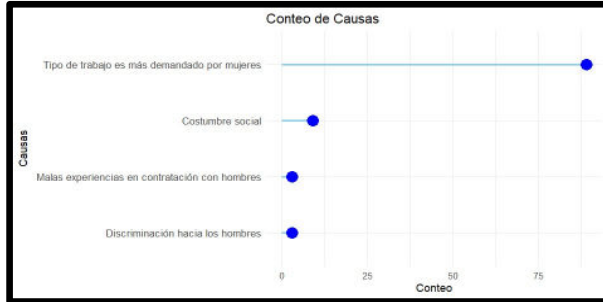 Conteo de Causas
Tipo de trabajo es más demandado por mujeres
Costumbre social
Malas experiencias en contratación con hombres
Discriminación hacia los hombres
Causas
0 25 50 75
Conteo